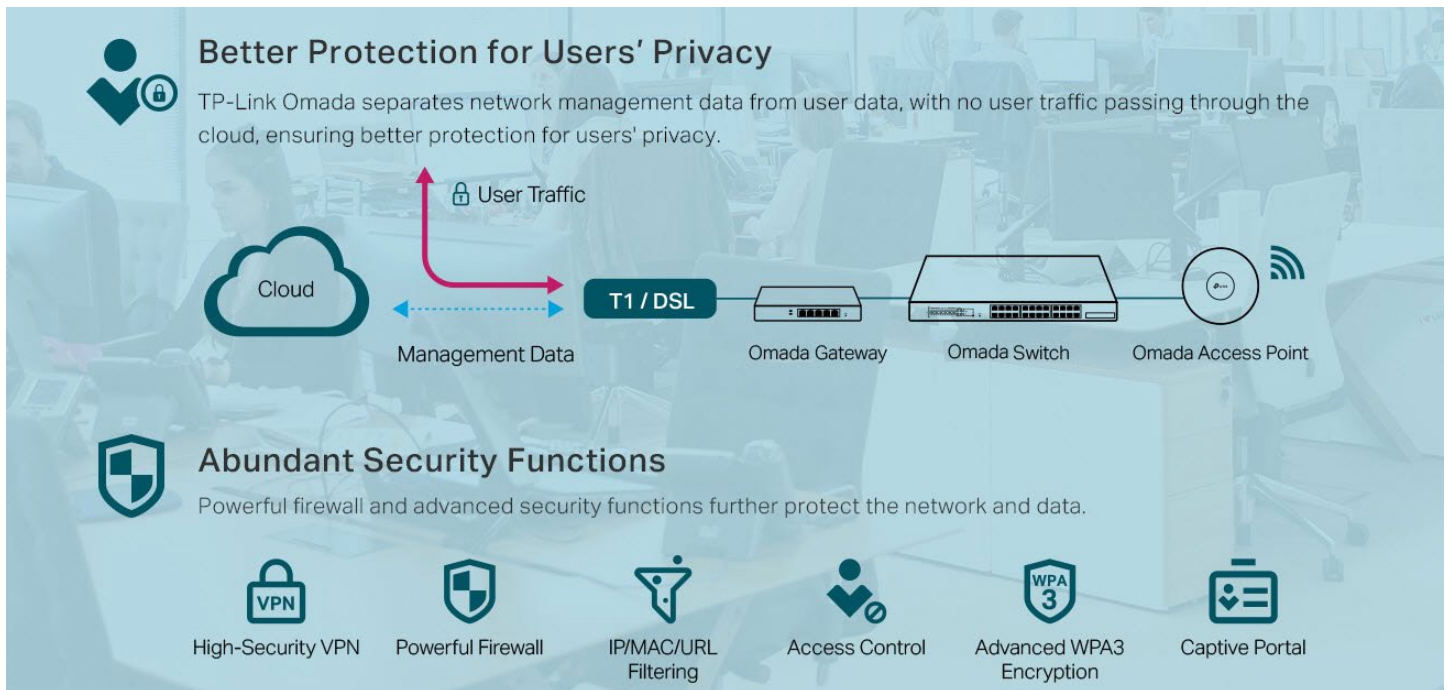 Better Protection for Users' Privacy
TP-Link Omada separates network management data from user data, with no user traffic passing through the
cloud, ensuring better protection for users' privacy.
User Traffic
Cloud
T1 / DSL
Management Data
Omada Gateway
Omada Switch
Omada Access Point
Abundant Security Functions
Powerful firewall and advanced security functions further protect the network and data.
VPN
WPA
3
High-Security VPN
Powerful Firewall
IP/MAC/URL
Filtering
Access Control
Advanced WPA3
Encryption
Captive Portal